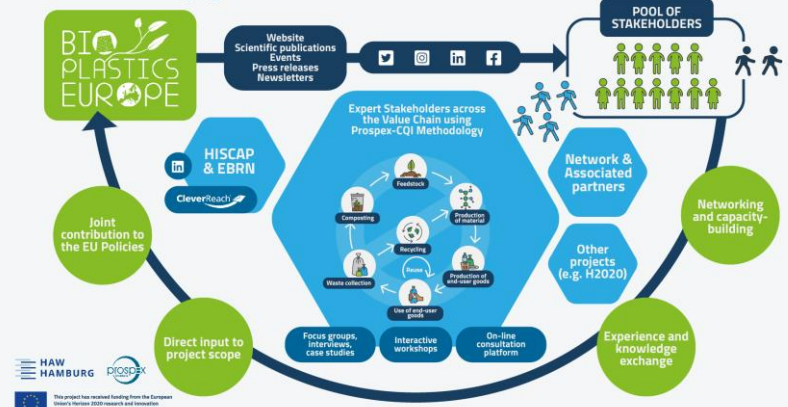 BIO
PLASTICS
EUROPE
Website
Scientific publications
Events
Press releases
Newsletters
POOL OF
STAKEHOLDERS
Expert Stakeholders across
the Value Chain using
Prospex-CQI Methodology
HISCAP
& EBRN
CleverReach
Network &
Associated
partners
Other
projects
(e.g. H2020)
Feedstock
Production
of material
Production of
end-user goods
Use of end-user
goods
Waste collection
Composting
Recycling
Reuse
Focus groups,
interviews,
case studies
Interactive
workshops
On-line
consultation
platform
Networking
and capacity-
building
Experience and
knowledge
exchange
Direct input to
project scope
Joint
contribution to
the EU Policies
HAW
HAMBURG
prospex
This project has received funding from the European
Union's Horizon 2020 research and innovation